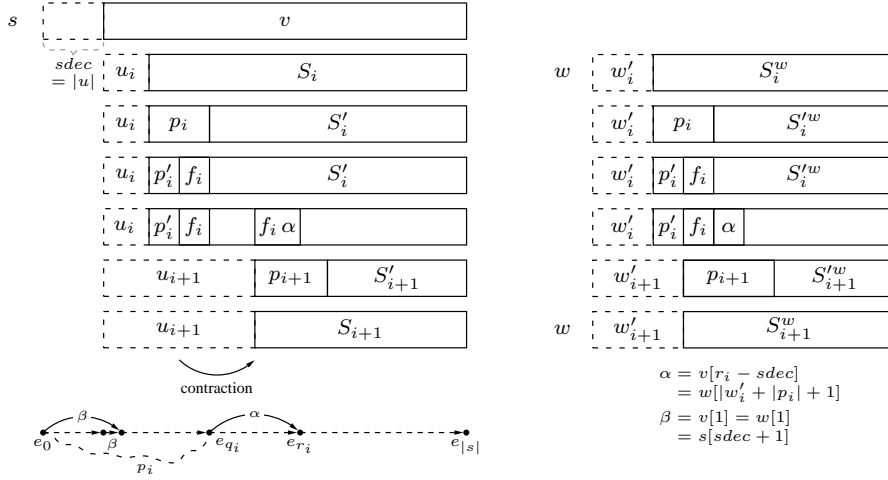 s v
sdec
= |u|
u_i S_i w w'_i S_i^w
u_i p_i S'_i w'_i p_i S'_i^w
u_i p'_i f_i S'_i w'_i p'_i f_i S'_i^w
u_i p'_i f_i f_i α w'_i p'_i f_i α
u_{i+1} p_{i+1} S'_{i+1} w'_{i+1} p_{i+1} S'^w_{i+1}
u_{i+1} S_{i+1} w w'_{i+1} S^w_{i+1}
contraction
β α
e_0 β e_{q_i} e_{r_i} e_{|s|}
p_i
α = v[r_i − sdec]
= w[|w'_i + |p_i| + 1]
β = v[1] = w[1]
= s[sdec + 1]